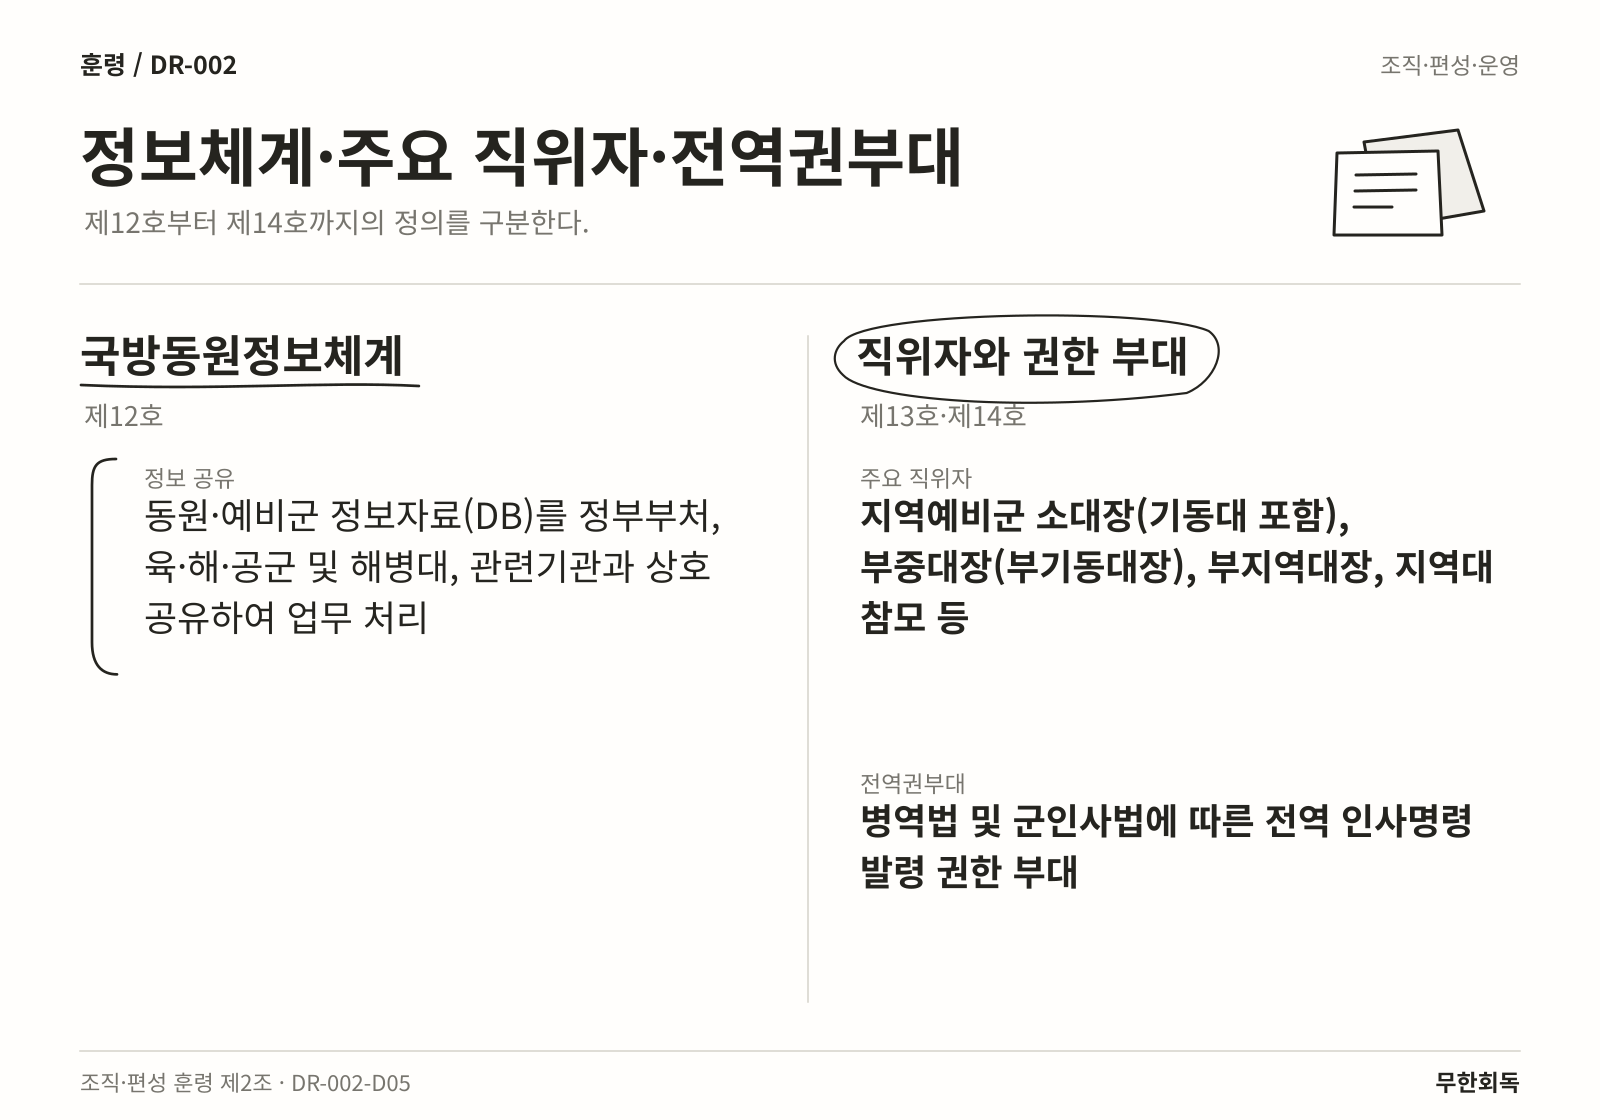 훈령 / DR-002
조직·편성·운영
정보체계·주요 직위자·전역권부대
제12호부터 제14호까지의 정의를 구분한다.
국방동원정보체계
제12호
정보 공유
동원·예비군 정보자료(DB)를 정부부처,
육·해·공군 및 해병대, 관련기관과 상호
공유하여 업무 처리
직위자와 권한 부대
제13호·제14호
주요 직위자
지역예비군 소대장(기동대 포함),
부중대장(부기동대장), 부지역대장, 지역대
참모 등
전역권부대
병역법 및 군인사법에 따른 전역 인사명령
발령 권한 부대
조직·편성 훈령 제2조 · DR-002-D05
무한회독